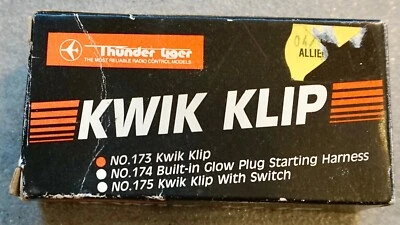 Thunder Tiger
THE MOST RELIABLE RADIO CONTROL MODELS
ALLIE
KWIK KLIP
NO.173 Kwik Klip
NO.174 Built-in Glow Plug Starting Harness
NO.175 Kwik Klip With Switch